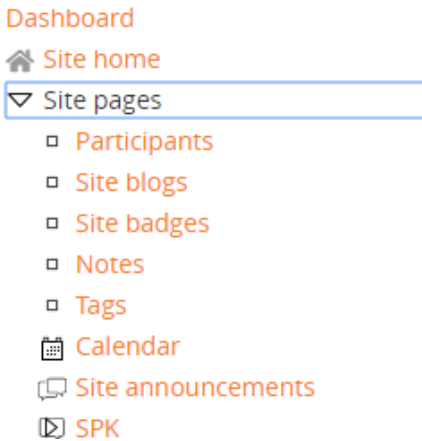 Dashboard
Site home
Site pages
Participants
Site blogs
Site badges
Notes
Tags
Calendar
Site announcements
SPK